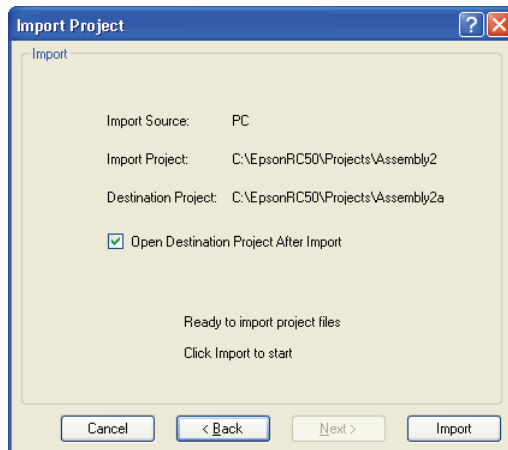 Import Project
Import
Import Source: PC
Import Project: C:\EpsonRC50\Projects\Assembly2
Destination Project: C:\EpsonRC50\Projects\Assembly2a
Open Destination Project After Import
Ready to import project files
Click Import to start
Cancel < Back Next > Import